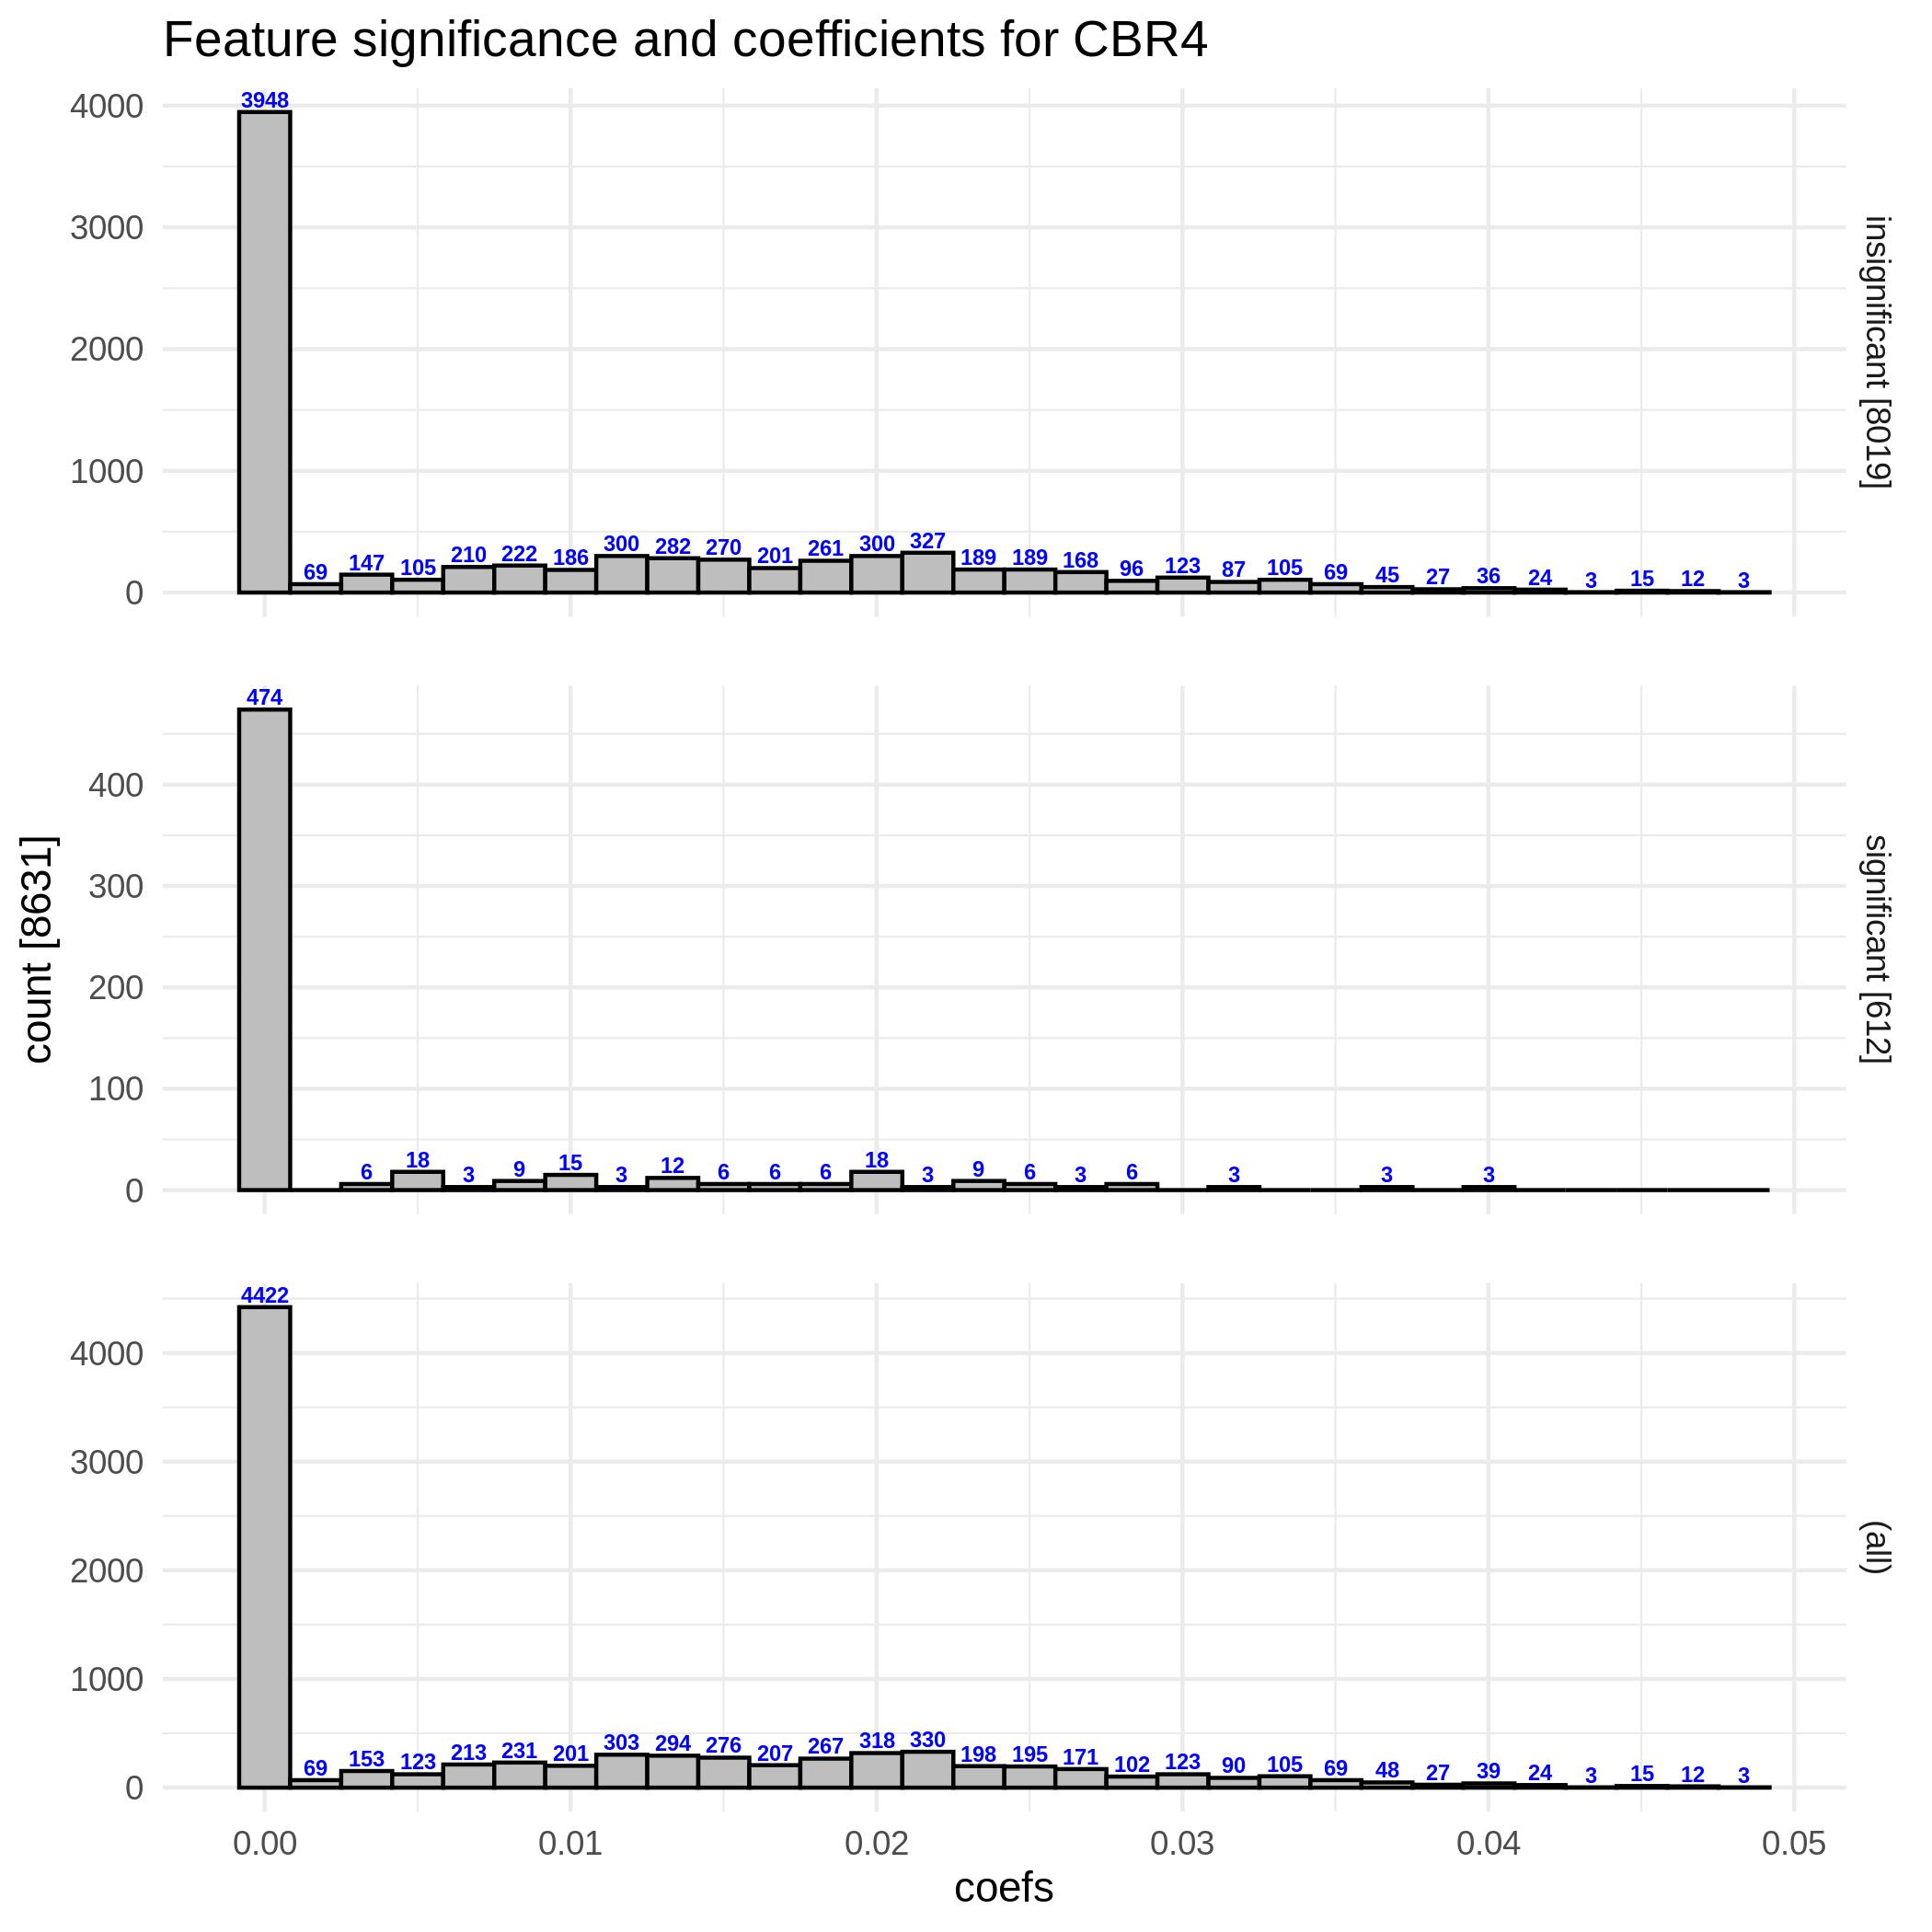 Feature significance and coefficients for CBR4
count [8631]
4000
3000
2000
1000
0
3948
69 147 105 210 222 186 300 282 270 201 261 300 327 189 189 168 96 123 87 105 69 45 27 36 24 3 15 12 3
insignificant [8019]
400
300
200
100
0
474
6 18 3 9 15 3 12 6 6 6 18 3 9 6 3 6 3 3 3
significant [612]
4000
3000
2000
1000
0
4422
69 153 123 213 231 201 303 294 276 207 267 318 330 198 195 171 102 123 90 105 69 48 27 39 24 3 15 12 3
(all)
0.00 0.01 0.02 0.03 0.04 0.05
coefs